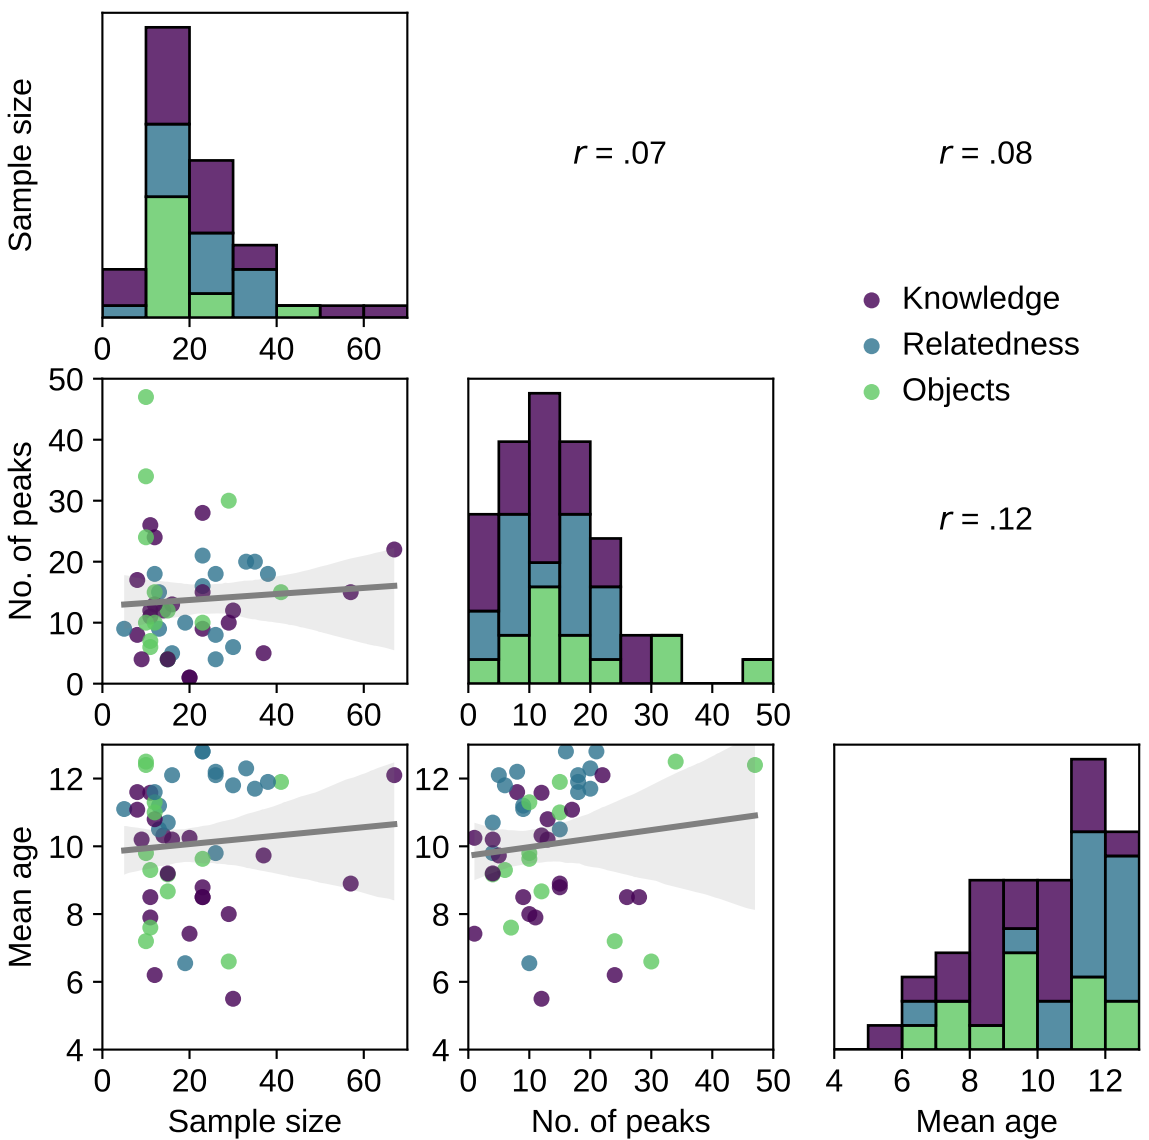 Sample size
r = .07
r = .08
0 20 40 60
Knowledge
Relatedness
Objects
No. of peaks
50
40
30
20
10
0
0 20 40 60
0 10 20 30 40 50
r = .12
Mean age
12
10
8
6
4
0 20 40 60
Sample size
12
10
8
6
4
0 10 20 30 40 50
No. of peaks
4 6 8 10 12
Mean age